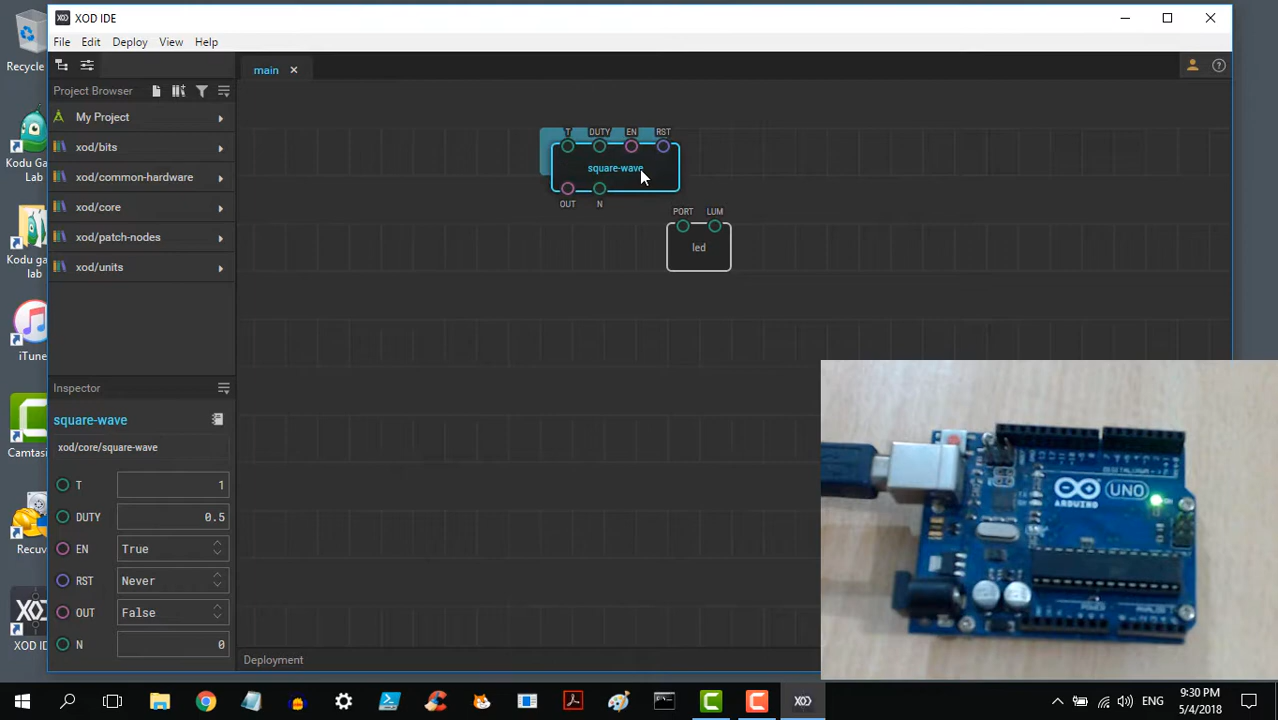 Recycle
Kodu Ga
Lab
Kodu gam
lab
iTune
Camtasi
Recuv
XOD IDE
XOD IDE
File Edit Deploy View Help
Project Browser
My Project
xod/bits
xod/common-hardware
xod/core
xod/patch-nodes
xod/units
Inspector
square-wave
xod/core/square-wave
T 1
DUTY 0.5
EN True
RST Never
OUT False
N 0
main
T DUTY EN RST
square-wave
OUT N
PORT LUM
led
Deployment
UNO
ARDUINO
POWER
ENG
9:30 PM
5/4/2018